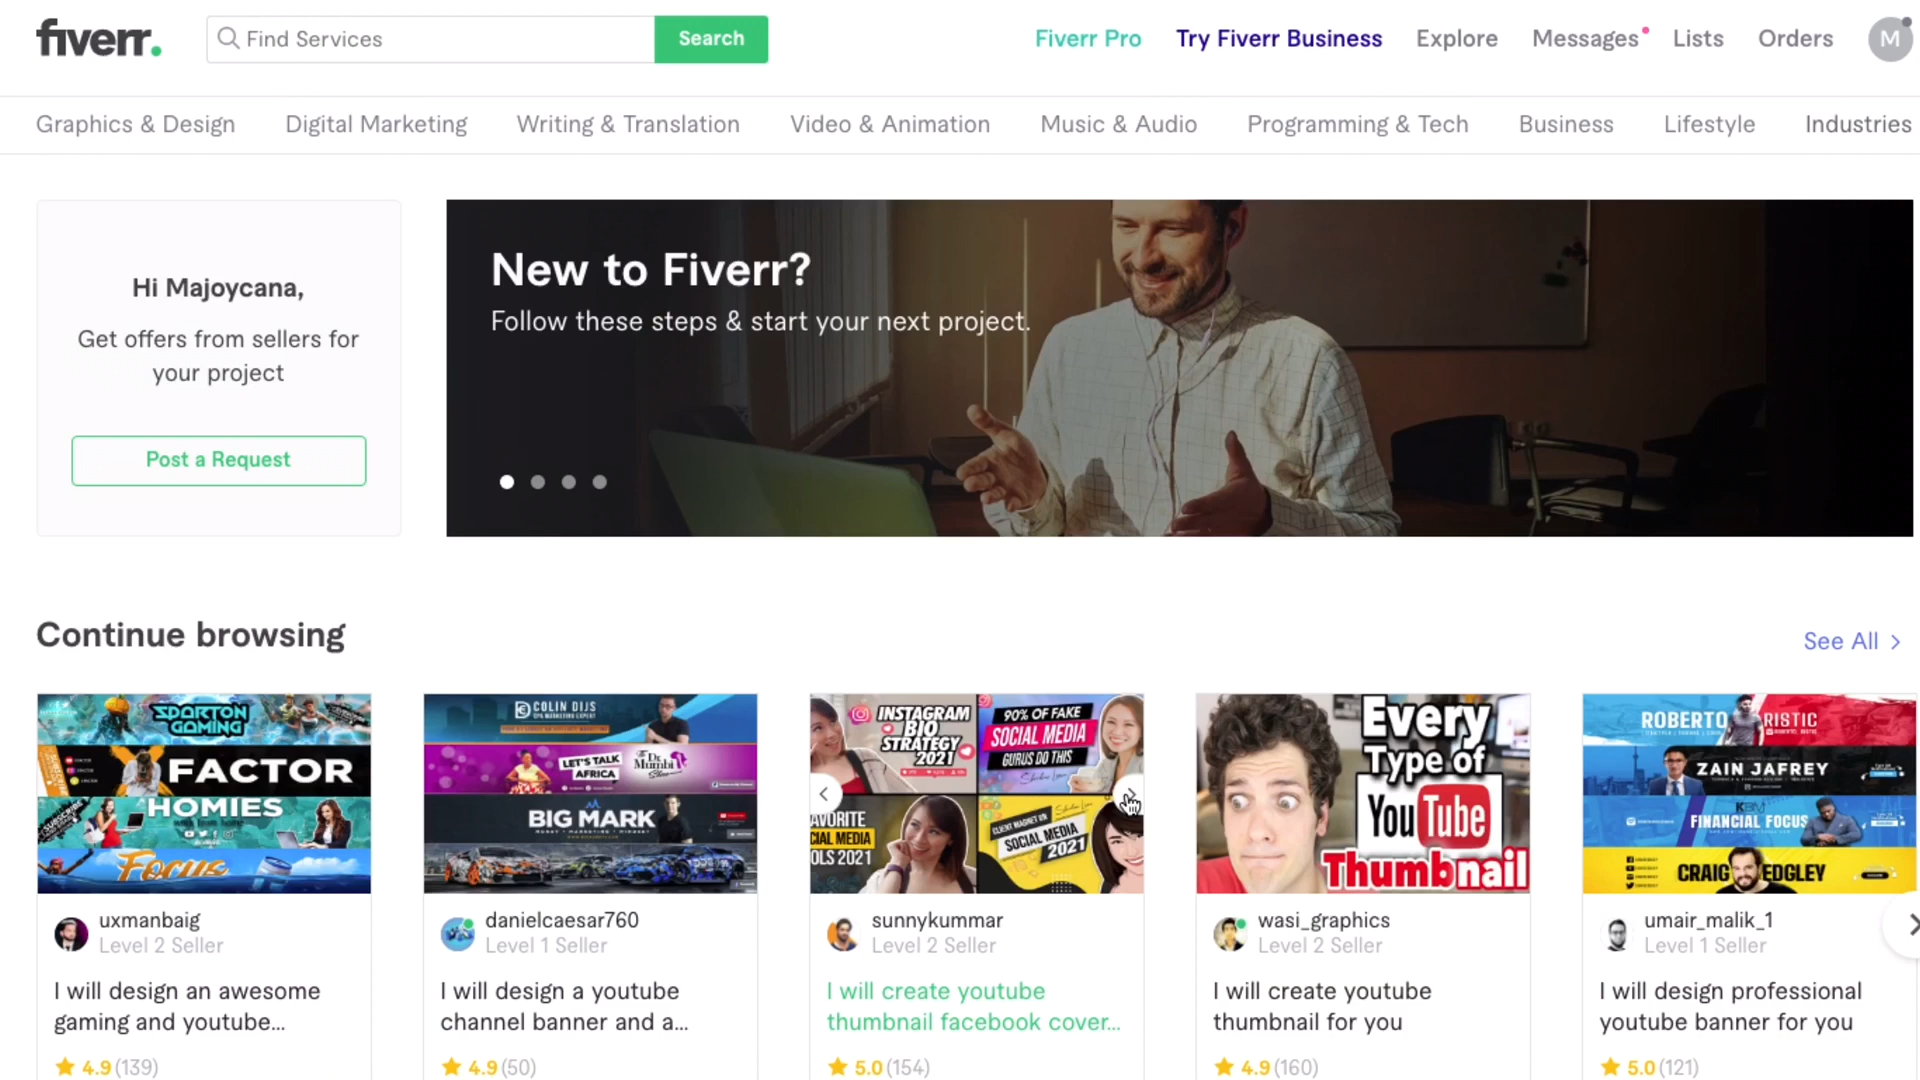 fiverr.
Find Services
Search
Fiverr Pro
Try Fiverr Business
Explore
Messages
Lists
Orders
M
Graphics & Design
Digital Marketing
Writing & Translation
Video & Animation
Music & Audio
Programming & Tech
Business
Lifestyle
Industries
Hi Majoycana,
Get offers from sellers for
your project
Post a Request
New to Fiverr?
Follow these steps & start your next project.
Continue browsing
See All
SPARTON
GAMING
FACTOR
HOMIES
Focus
uxmanbaig
Level 2 Seller
I will design an awesome
gaming and youtube...
4.9 (139)
COLIN DIJS
LET'S TALK
AFRICA
BIG MARK
danielcaesar760
Level 1 Seller
I will design a youtube
channel banner and a...
4.9 (50)
INSTAGRAM
BIO
STRATEGY
2021
90% OF FAKE
SOCIAL MEDIA
GURUS DO THIS
AVORITE
CIAL MEDIA
OLS 2021
CLIENT MAGNET ON
SOCIAL MEDIA
2021
sunnykummar
Level 2 Seller
I will create youtube
thumbnail facebook cover...
5.0 (154)
Every
Type of
YouTube
Thumbnail
wasi_graphics
Level 2 Seller
I will create youtube
thumbnail for you
4.9 (160)
ROBERTO RISTIC
ZAIN JAFREY
FINANCIAL FOCUS
CRAIG EDGLEY
umair_malik_1
Level 1 Seller
I will design professional
youtube banner for you
5.0 (121)